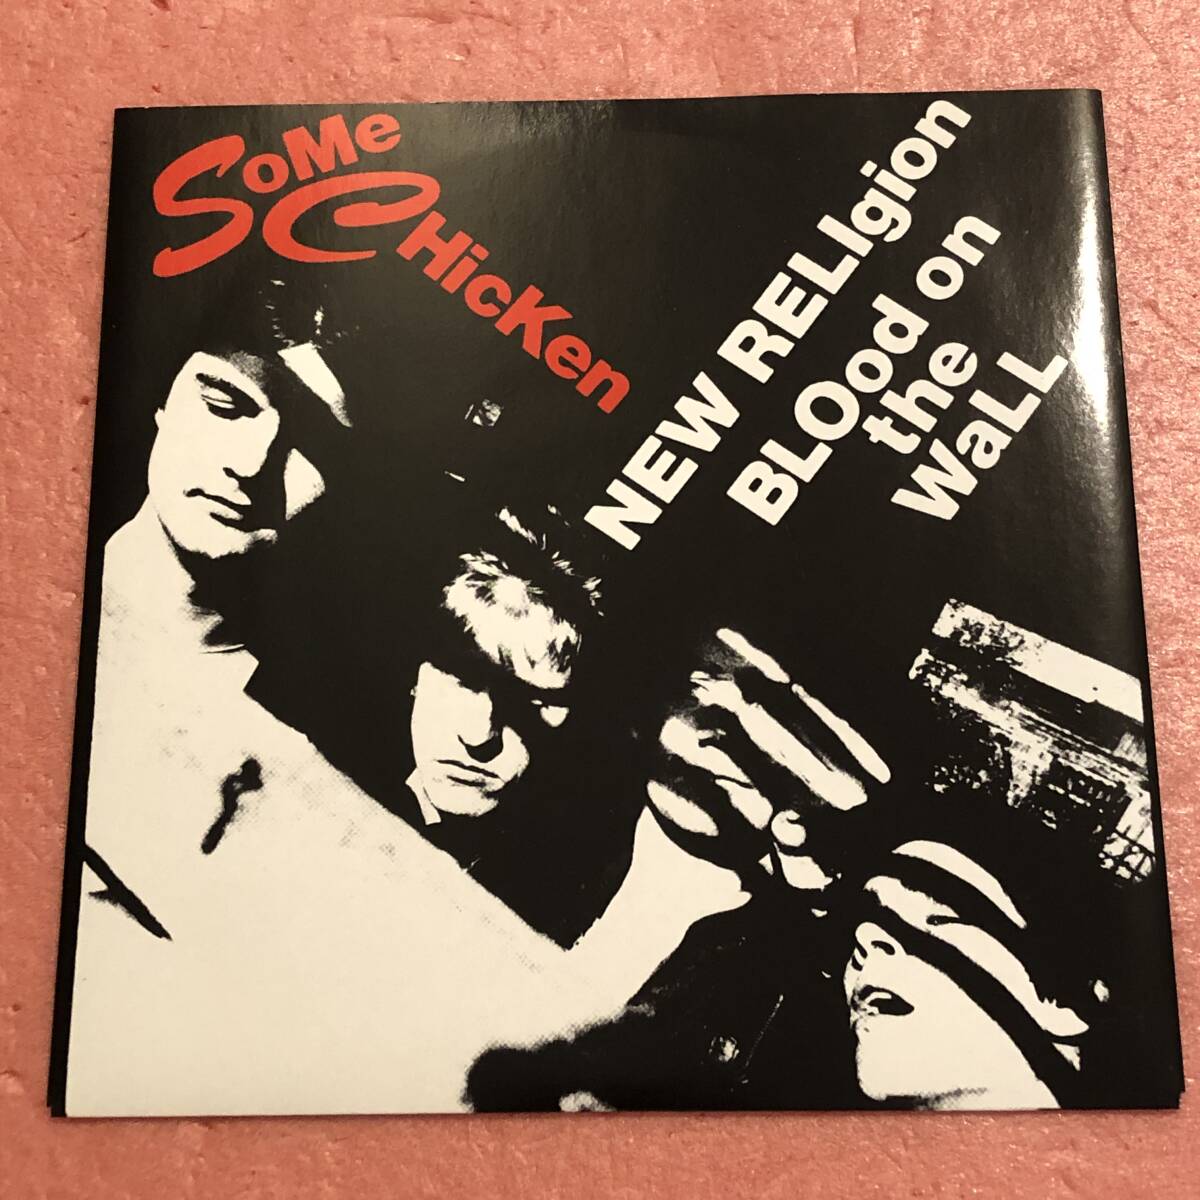 SoMe
CHicKen
NEW RELIgion
BLOod on
the
WaLL